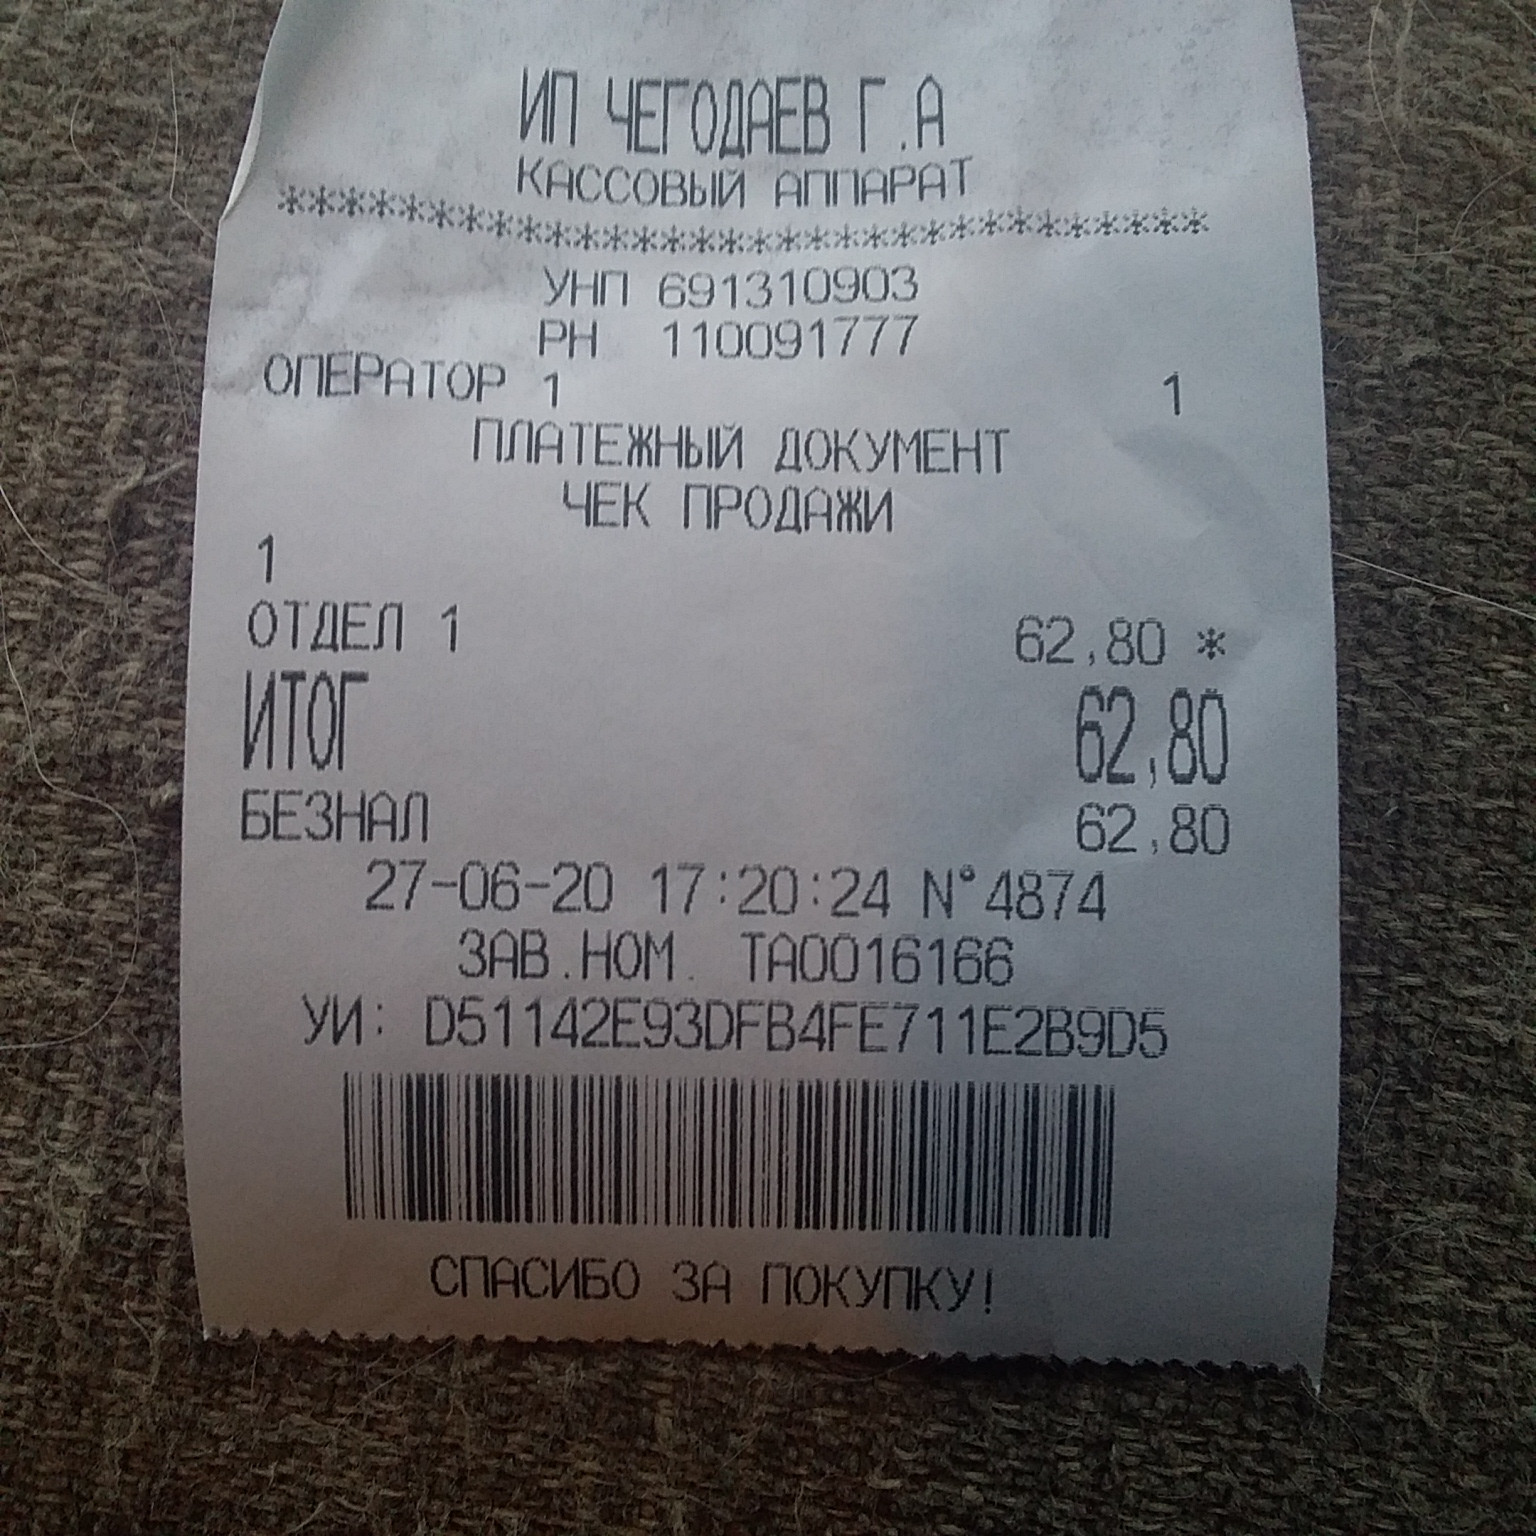 ИП ЧЕГОДАЕВ Г.А
КАССОВЫЙ АППАРАТ
********************************
УНП 691310903
РН 110091777
ОПЕРАТОР 1 1
ПЛАТЕЖНЫЙ ДОКУМЕНТ
ЧЕК ПРОДАЖИ
1
ОТДЕЛ 1 62,80 *
ИТОГ 62,80
БЕЗНАЛ 62,80
27-06-20 17:20:24 N°4874
ЗАВ.НОМ. TA0016166
УИ: D51142E93DFB4FE711E2B9D5
СПАСИБО ЗА ПОКУПКУ!